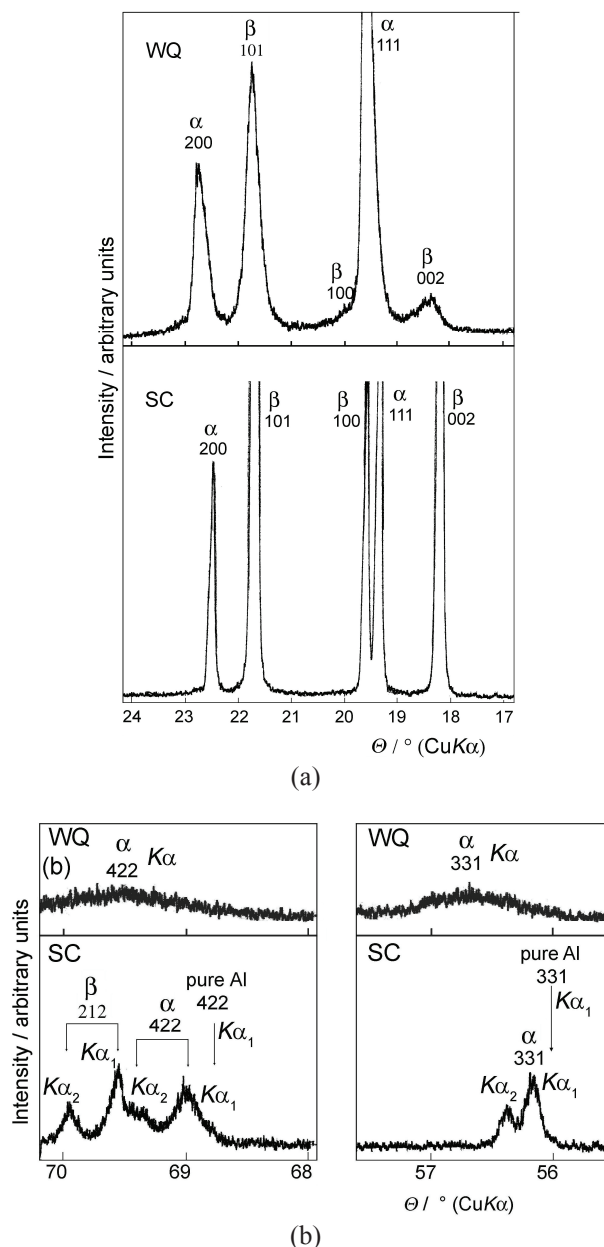 WQ
α
200
β
101
α
111
β
100
β
002
SC
α
200
β
101
β
100
α
111
β
002
Intensity / arbitrary units
24 23 22 21 20 19 18 17
Θ / ° (CuKα)
(a)
WQ
(b)
α
422
Kα
WQ
α
331
Kα
SC
β
212
Kα₂
Kα₁
α
422
Kα₂
Kα₁
pure Al
422
Kα₁
SC
pure Al
331
Kα₁
α
331
Kα₂
Kα₁
Intensity / arbitrary units
70 69 68
57 56
Θ / ° (CuKα)
(b)